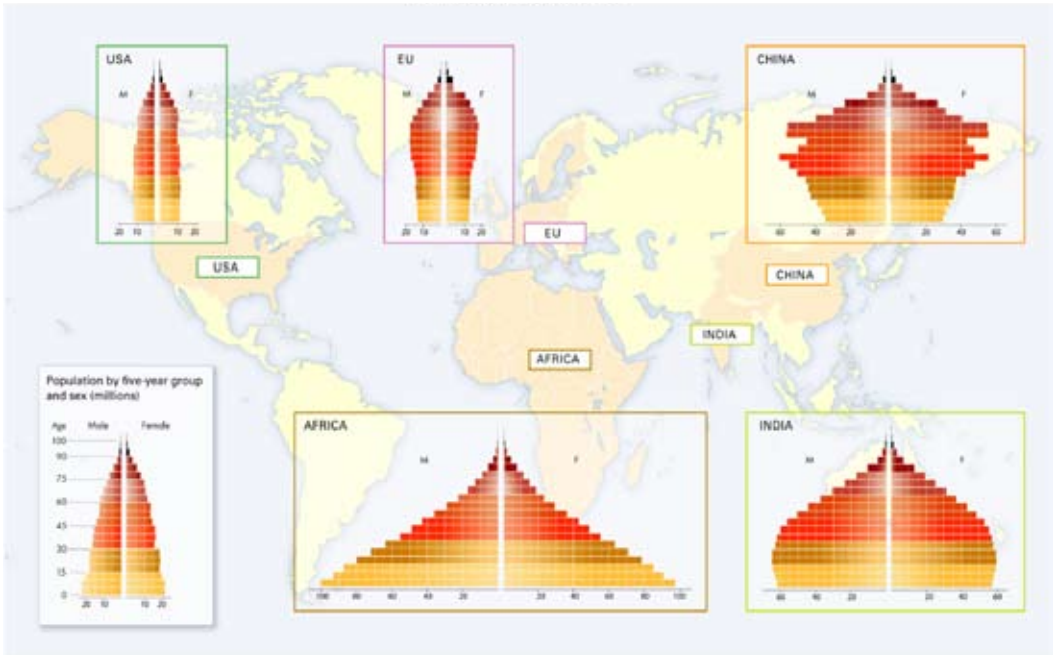 USA
M F
20 10 10 20
EU
M F
20 10 10 20
CHINA
M F
60 40 20 20 40 60
USA
EU
CHINA
INDIA
AFRICA
Population by five-year group
and sex (millions)
Age Male Female
100
90
75
60
45
30
15
0
20 10 10 20
AFRICA
M F
100 80 60 40 20 20 40 60 80 100
INDIA
M F
60 40 20 20 40 60